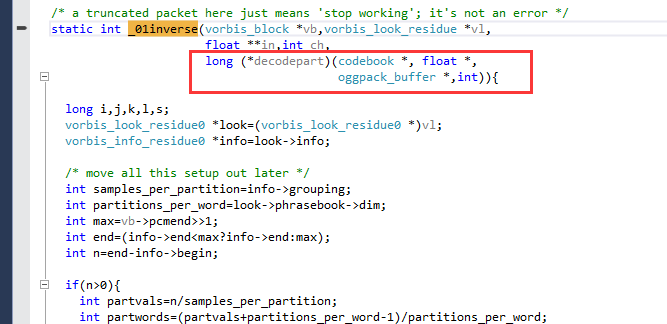 /* a truncated packet here just means 'stop working'; it's not an error */
static int _01inverse(vorbis_block *vb,vorbis_look_residue *vl,
float **in,int ch,
long (*decodepart)(codebook *, float *,
oggpack_buffer *,int)){
long i,j,k,l,s;
vorbis_look_residue0 *look=(vorbis_look_residue0 *)vl;
vorbis_info_residue0 *info=look->info;
/* move all this setup out later */
int samples_per_partition=info->grouping;
int partitions_per_word=look->phrasebook->dim;
int max=vb->pcmend>>1;
int end=(info->end<max?info->end:max);
int n=end-info->begin;
if(n>0){
int partvals=n/samples_per_partition;
int partwords=(partvals+partitions_per_word-1)/partitions_per_word;